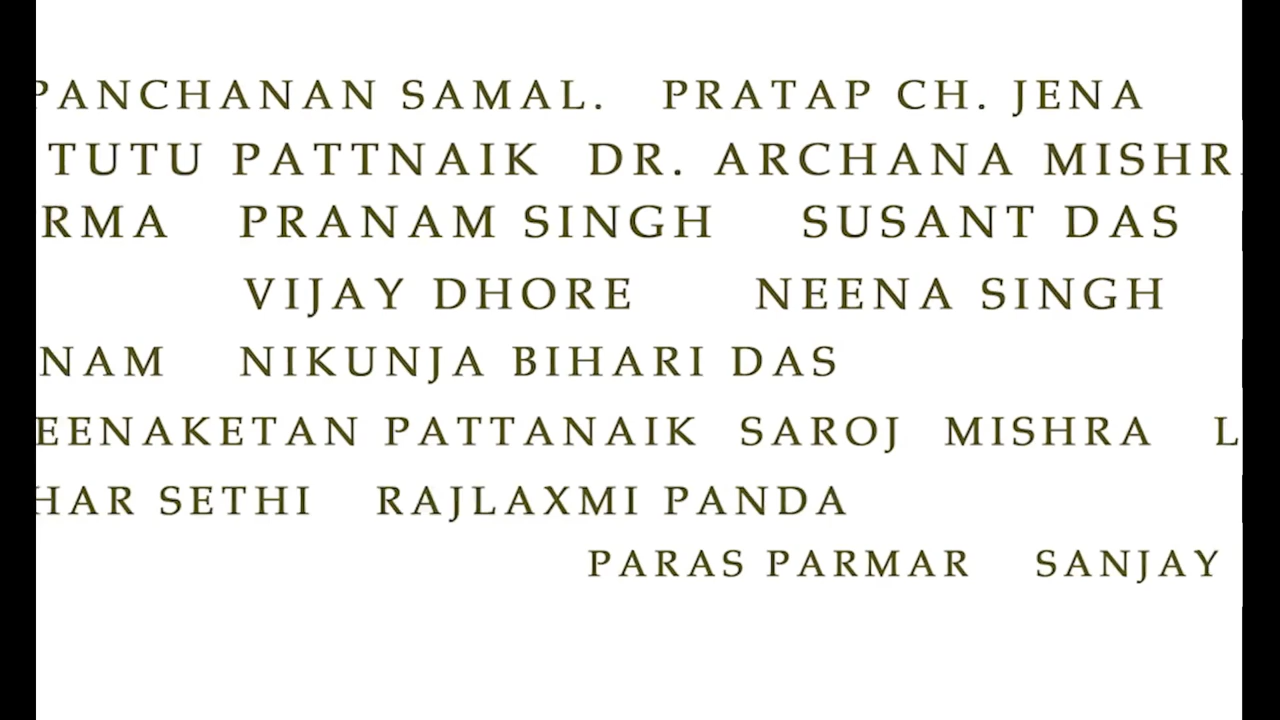 PANCHANAN SAMAL. PRATAP CH. JENA
TUTU PATTNAIK DR. ARCHANA MISHR
RMA PRANAM SINGH SUSANT DAS
VIJAY DHORE NEENA SINGH
NAM NIKUNJA BIHARI DAS
EENAKETAN PATTANAIK SAROJ MISHRA L
HAR SETHI RAJLAXMI PANDA
PARAS PARMAR SANJAY